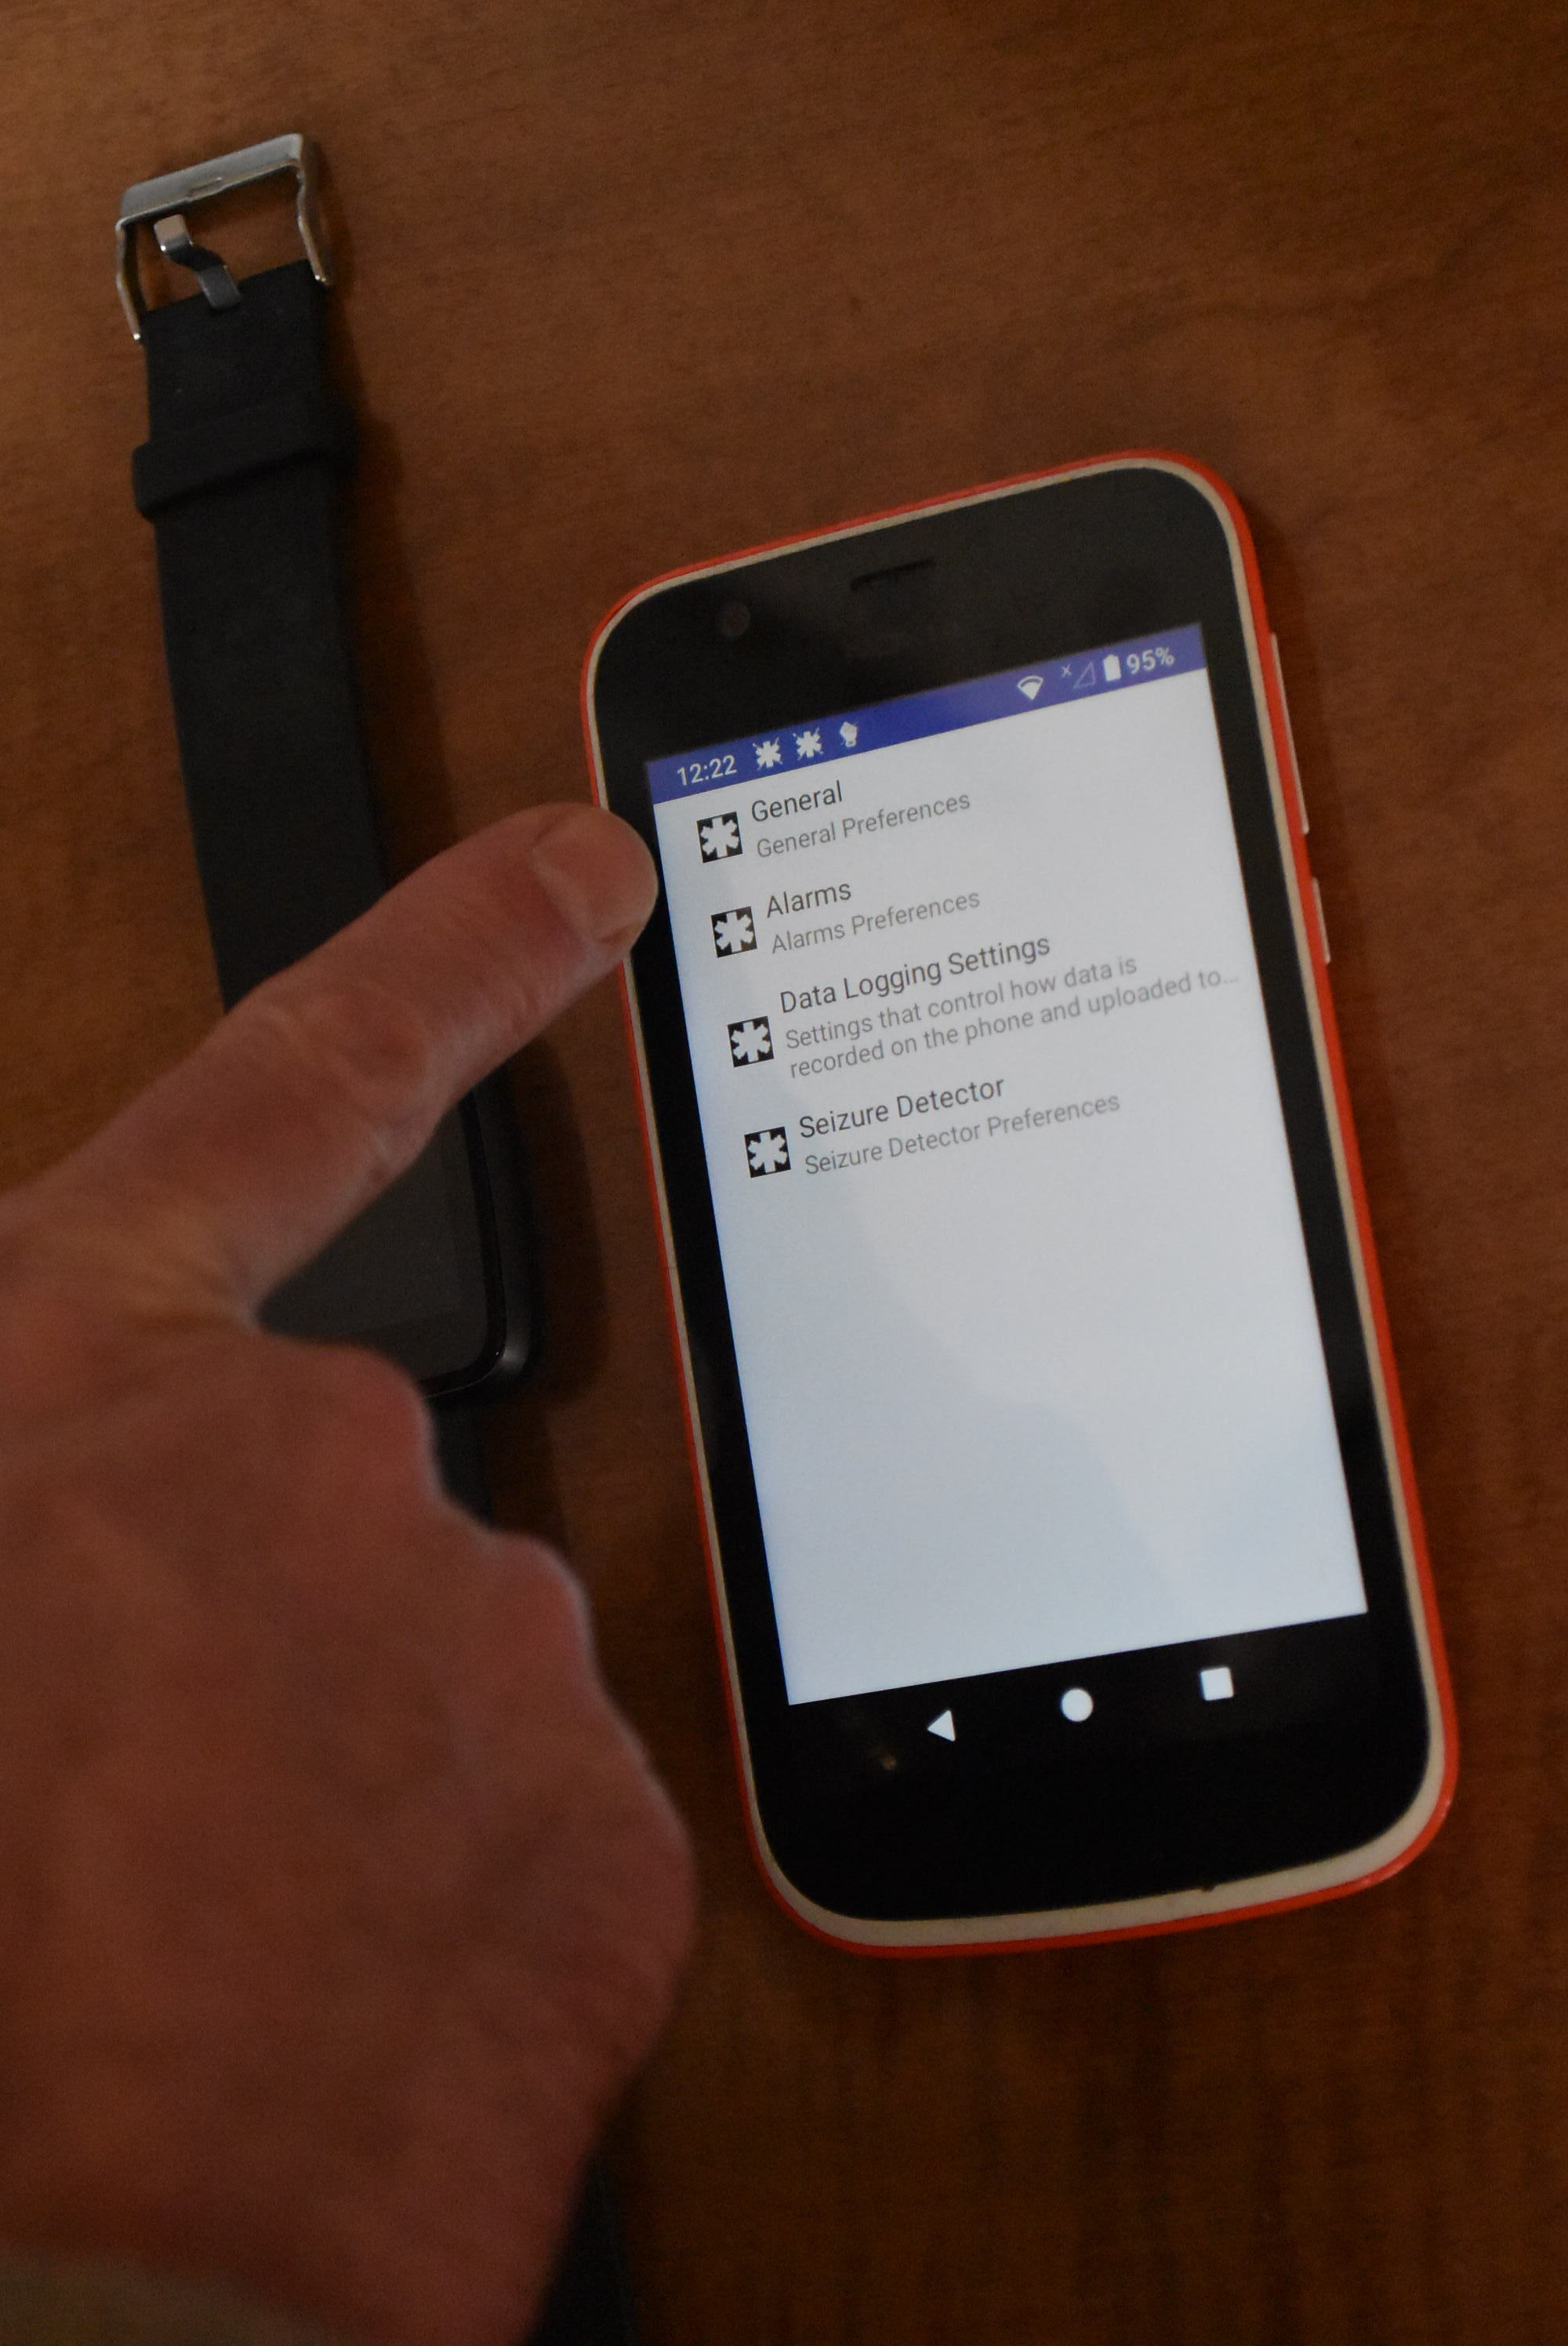 12:22 95%
General
General Preferences
Alarms
Alarms Preferences
Data Logging Settings
Settings that control how data is
recorded on the phone and uploaded to...
Seizure Detector
Seizure Detector Preferences